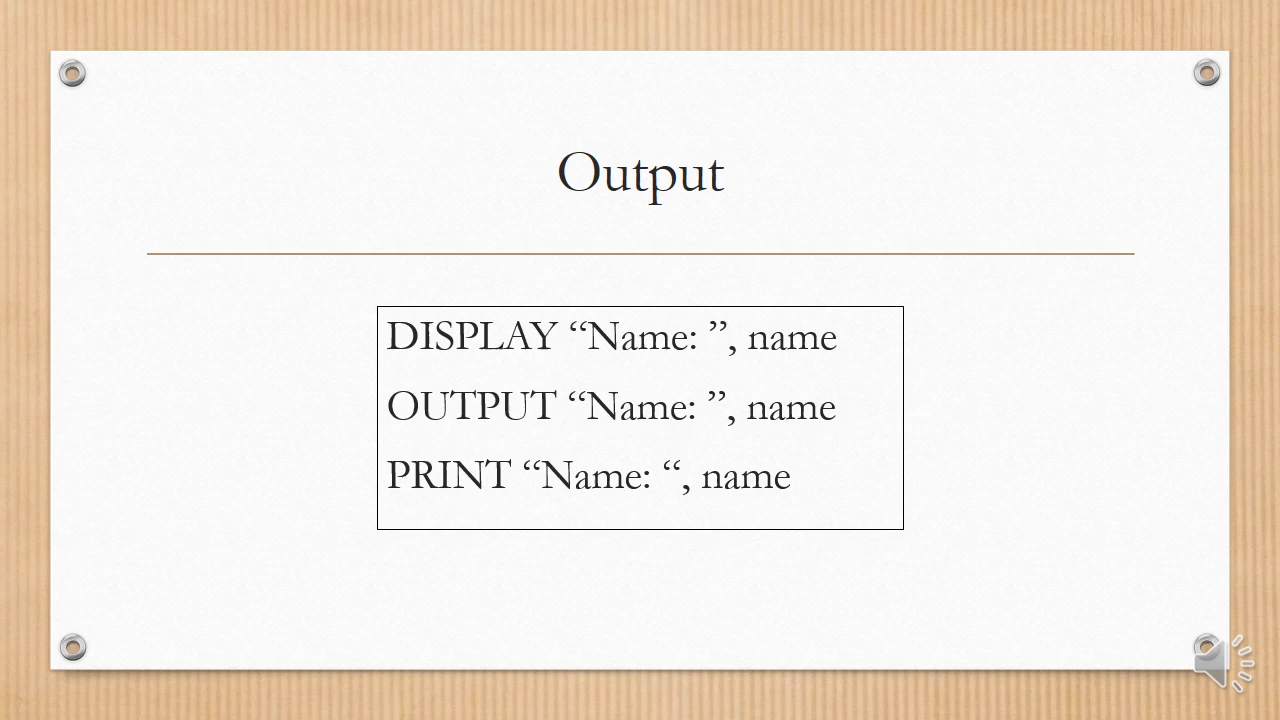 Output
DISPLAY “Name: ”, name
OUTPUT “Name: ”, name
PRINT “Name: “, name